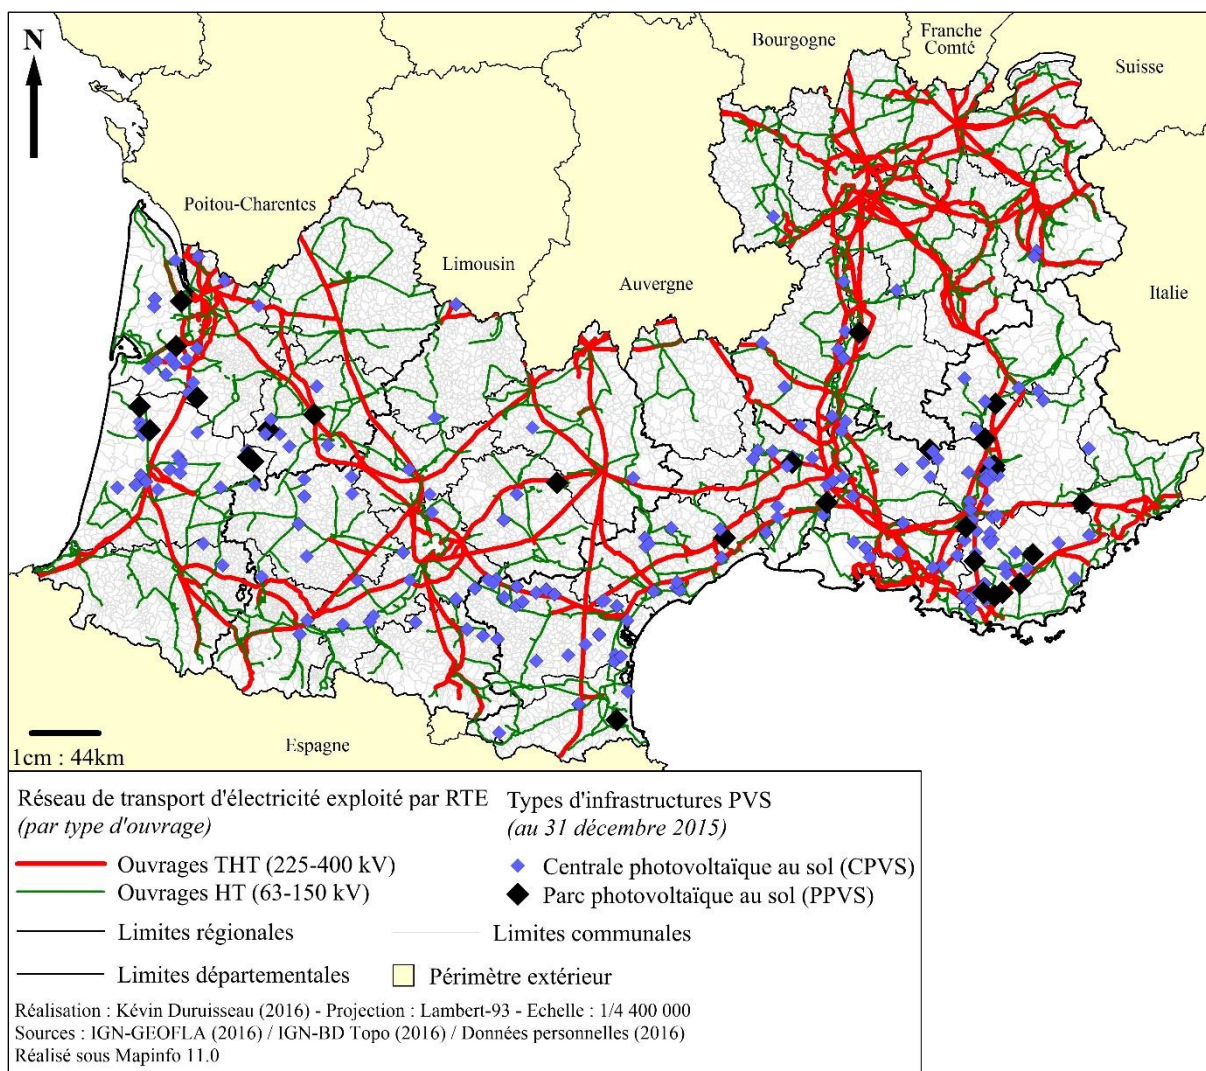 N
Bourgogne
Franche
Comté
Suisse
Poitou-Charentes
Limousin
Auvergne
Italie
1cm : 44km
Espagne
Réseau de transport d'électricité exploité par RTE
(par type d'ouvrage)
Ouvrages THT (225-400 kV)
Ouvrages HT (63-150 kV)
Limites régionales
Limites départementales
Types d'infrastructures PVS
(au 31 décembre 2015)
Centrale photovoltaïque au sol (CPVS)
Parc photovoltaïque au sol (PPVS)
Limites communales
Périmètre extérieur
Réalisation : Kévin Duruisseau (2016) - Projection : Lambert-93 - Echelle : 1/4 400 000
Sources : IGN-GEOFLA (2016) / IGN-BD Topo (2016) / Données personnelles (2016)
Réalisé sous Mapinfo 11.0